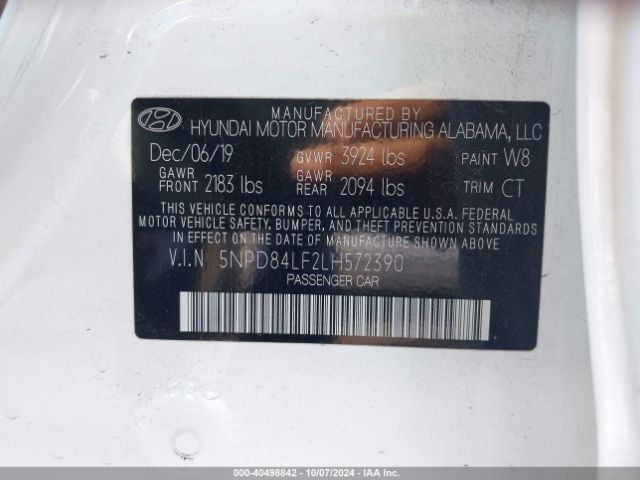 MANUFACTURED BY
HYUNDAI MOTOR MANUFACTURING ALABAMA, LLC
Dec/06/19 GVWR 3924 lbs PAINT W8
GAWR FRONT 2183 lbs GAWR REAR 2094 lbs TRIM CT
THIS VEHICLE CONFORMS TO ALL APPLICABLE U.S.A. FEDERAL
MOTOR VEHICLE SAFETY, BUMPER, AND THEFT PREVENTION
STANDARDS IN EFFECT ON THE DATE OF MANUFACTURE SHOWN ABOVE.
V.I.N 5NPD84LF2LH572390
PASSENGER CAR
000-40498842 - 10/07/2024 - IAAI.COM